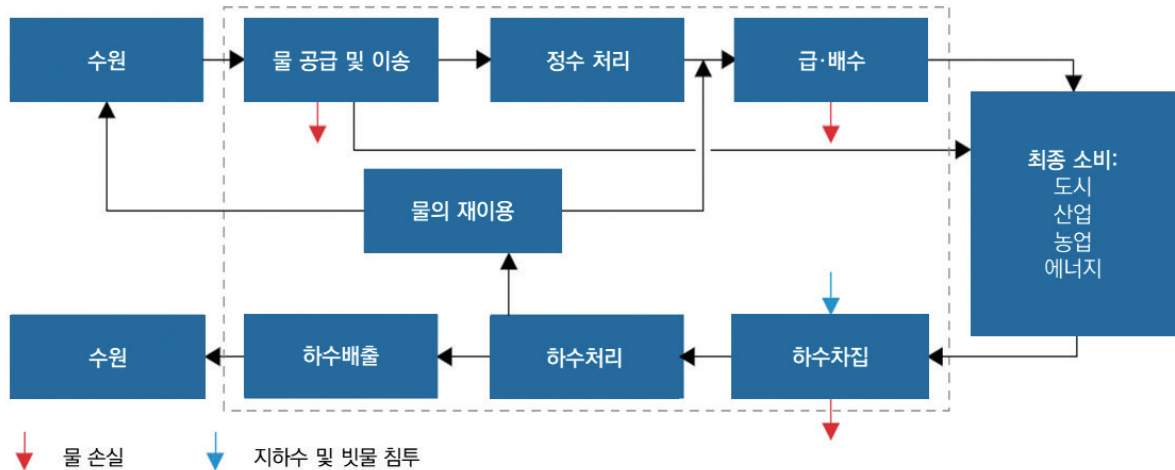 수원
물 공급 및 이송
정수 처리
급·배수
최종 소비:
도시
산업
농업
에너지
물의 재이용
수원
하수배출
하수처리
하수차집
물 손실
지하수 및 빗물 침투